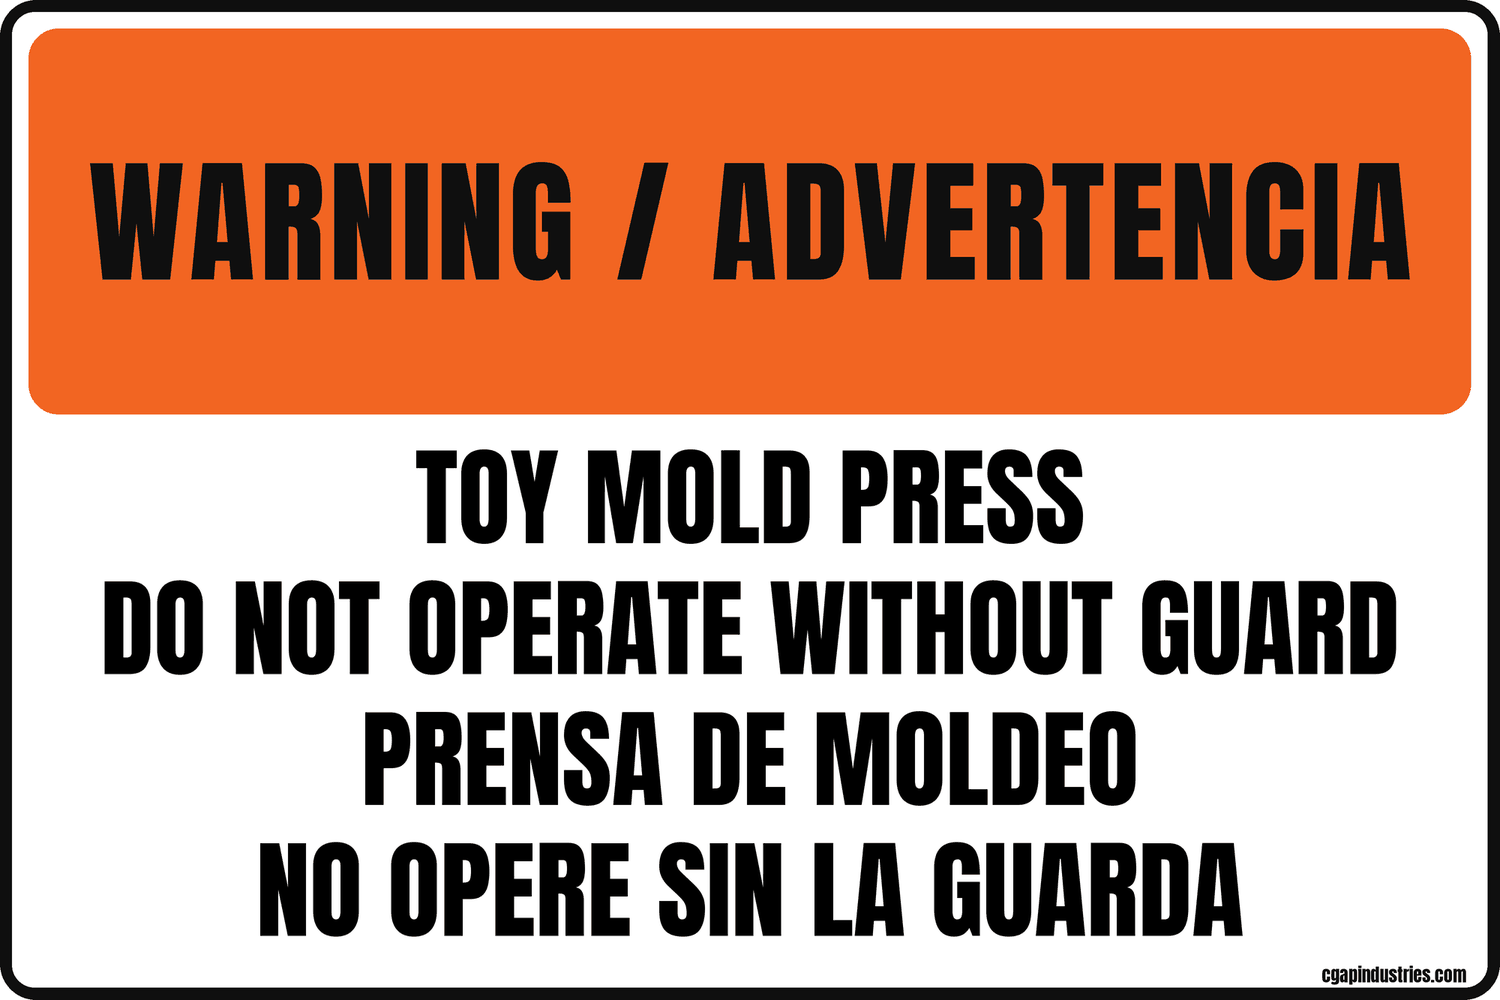 WARNING / ADVERTENCIA
TOY MOLD PRESS
DO NOT OPERATE WITHOUT GUARD
PRENSA DE MOLDEO
NO OPERE SIN LA GUARDA
cgapindustries.com